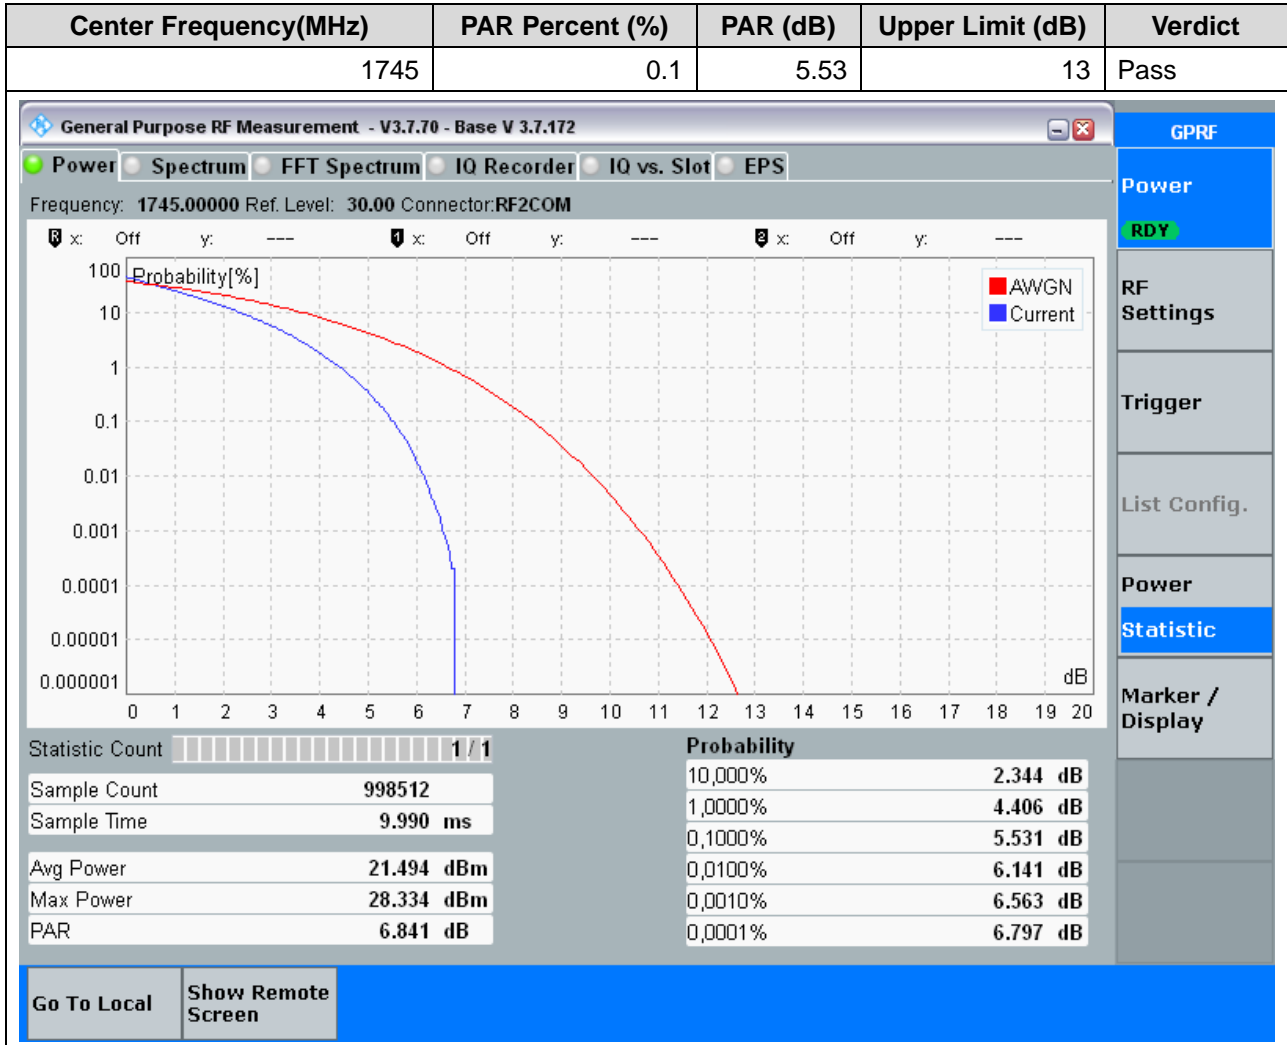 Center Frequency(MHz) PAR Percent (%) PAR (dB) Upper Limit (dB) Verdict
1745 0.1 5.53 13 Pass
General Purpose RF Measurement - V3.7.70 - Base V 3.7.172
GPRF
Power Spectrum FFT Spectrum IQ Recorder IQ vs. Slot EPS
Frequency: 1745.00000 Ref. Level: 30.00 Connector:RF2COM
R x: Off y: --- 1 x: Off y: --- 2 x: Off y: ---
Probability[%]
AWGN
Current
100
10
1
0.1
0.01
0.001
0.0001
0.00001
0.000001
dB
0 1 2 3 4 5 6 7 8 9 10 11 12 13 14 15 16 17 18 19 20
Statistic Count 1 / 1
Sample Count 998512
Sample Time 9.990 ms
Avg Power 21.494 dBm
Max Power 28.334 dBm
PAR 6.841 dB
Probability
10,000% 2.344 dB
1,0000% 4.406 dB
0,1000% 5.531 dB
0,0100% 6.141 dB
0,0010% 6.563 dB
0,0001% 6.797 dB
Power
RDY
RF
Settings
Trigger
List Config.
Power
Statistic
Marker /
Display
Go To Local
Show Remote
Screen